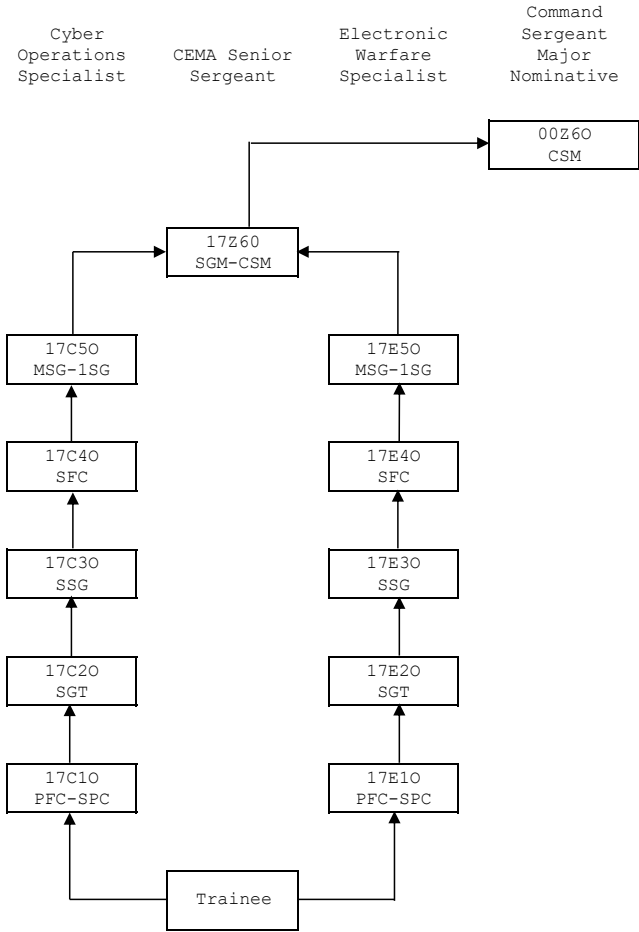 Cyber
Operations
Specialist
CEMA Senior
Sergeant
Electronic
Warfare
Specialist
Command
Sergeant
Major
Nominative
00Z6O
CSM
17Z60
SGM-CSM
17C5O
MSG-1SG
17E5O
MSG-1SG
17C4O
SFC
17E4O
SFC
17C3O
SSG
17E3O
SSG
17C2O
SGT
17E2O
SGT
17C1O
PFC-SPC
17E1O
PFC-SPC
Trainee